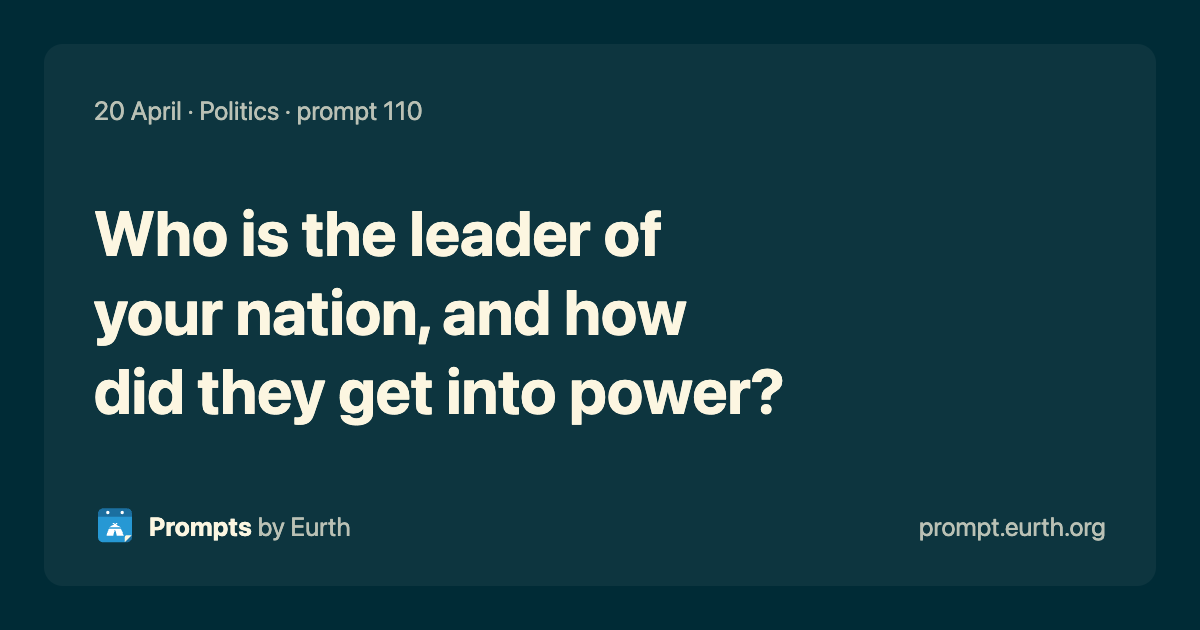 20 April · Politics · prompt 110
Who is the leader of
your nation, and how
did they get into power?
Prompts by Eurth
prompt.eurth.org